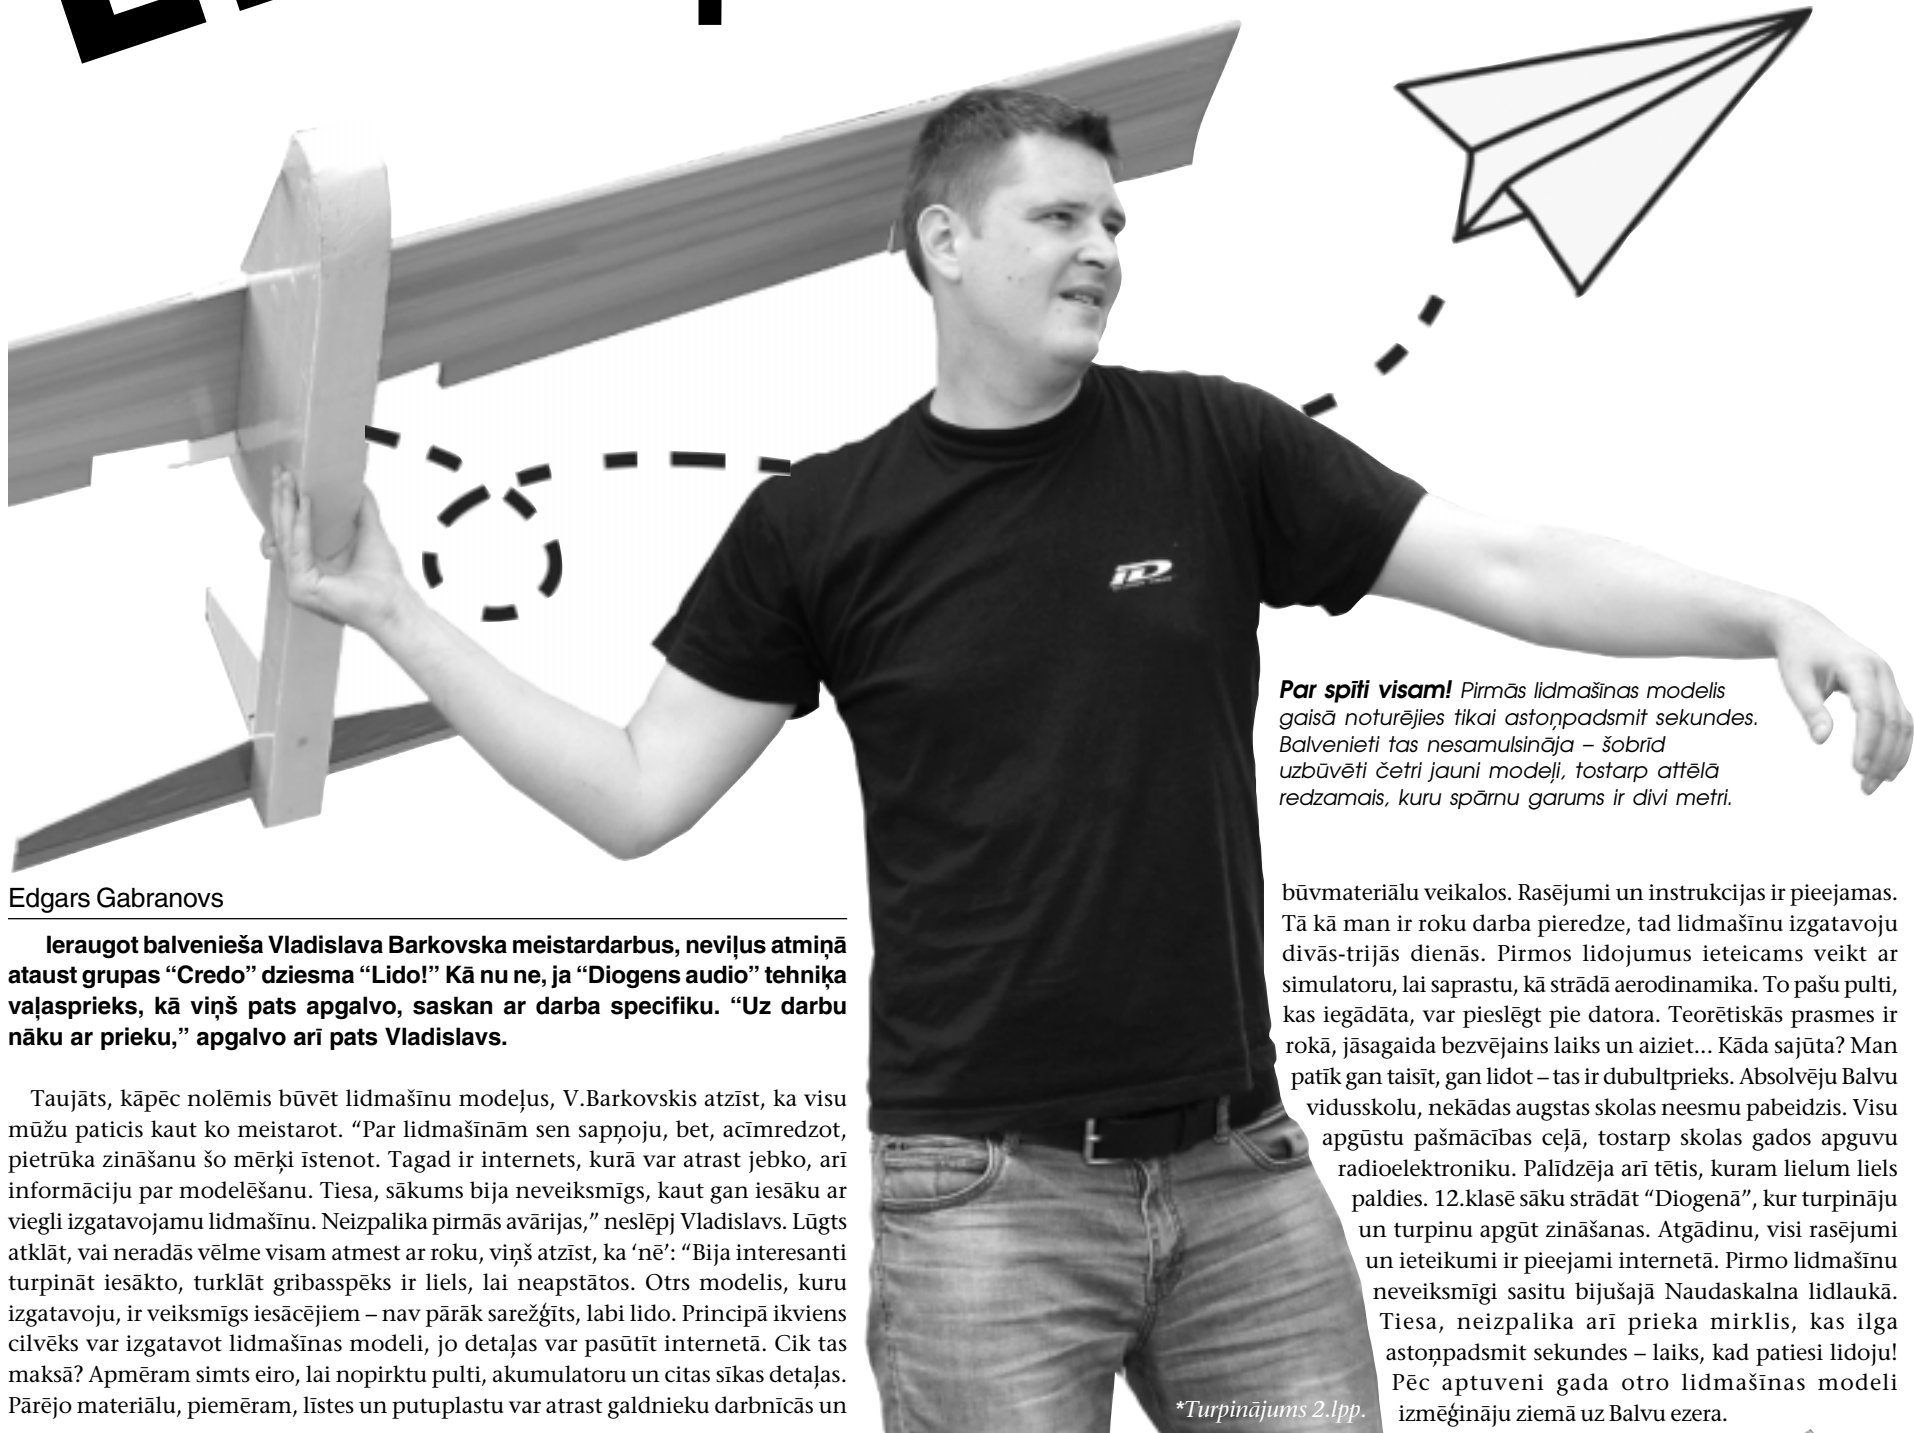 Par spīti visam! Pirmās lidmašīnas modelis
gaisā noturējies tikai astoņpadsmit sekundes.
Balvenieti tas nesamulsināja – šobrīd
uzbūvēti četri jauni modeļi, tostarp attēlā
redzamais, kuru spārnu garums ir divi metri.
Edgars Gabranovs
Ieraugot balvenieša Vladislava Barkovska meistardarbus, neviļus atmiņā
ataust grupas “Credo” dziesma “Lido!” Kā nu ne, ja “Diogens audio” tehniķa
vaļasprieks, kā viņš pats apgalvo, saskan ar darba specifiku. “Uz darbu
nāku ar prieku,” apgalvo arī pats Vladislavs.
Taujāts, kāpēc nolēmis būvēt lidmašīnu modeļus, V.Barkovskis atzīst, ka visu
mūžu paticis kaut ko meistarot. “Par lidmašīnām sen sapņoju, bet, acīmredzot,
pietrūka zināšanu šo mērķi īstenot. Tagad ir internets, kurā var atrast jebko, arī
informāciju par modelēšanu. Tiesa, sākums bija neveiksmīgs, kaut gan iesāku ar
viegli izgatavojamu lidmašīnu. Neizpalika pirmās avārijas,” neslēpj Vladislavs. Lūgts
atklāt, vai neradās vēlme visam atmest ar roku, viņš atzīst, ka ‘nē’: “Bija interesanti
turpināt iesākto, turklāt gribasspēks ir liels, lai neapstātos. Otrs modelis, kuru
izgatavoju, ir veiksmīgs iesācējiem – nav pārāk sarežģīts, labi lido. Principā ikviens
cilvēks var izgatavot lidmašīnas modeli, jo detaļas var pasūtīt internetā. Cik tas
maksā? Apmēram simts eiro, lai nopirktu pulti, akumulatoru un citas sīkas detaļas.
Pārējo materiālu, piemēram, līstes un putuplastu var atrast galdnieku darbnīcās un
būvmateriālu veikalos. Rasējumi un instrukcijas ir pieejamas.
Tā kā man ir roku darba pieredze, tad lidmašīnu izgatavoju
divās-trijās dienās. Pirmos lidojumus ieteicams veikt ar
simulatoru, lai saprastu, kā strādā aerodinamika. To pašu pulti,
kas iegādāta, var pieslēgt pie datora. Teorētiskās prasmes ir
rokā, jāsagaida bezvējains laiks un aiziet... Kāda sajūta? Man
patīk gan taisīt, gan lidot – tas ir dubultprieks. Absolvēju Balvu
vidusskolu, nekādas augstas skolas neesmu pabeidzis. Visu
apgūstu pašmācības ceļā, tostarp skolas gados apguvu
radioelektroniku. Palīdzēja arī tētis, kuram lielum liels
paldies. 12.klasē sāku strādāt “Diogenā”, kur turpināju
un turpinu apgūt zināšanas. Atgādinu, visi rasējumi
un ieteikumi ir pieejami internetā. Pirmo lidmašīnu
neveiksmīgi sasitu bijušajā Naudaskalna lidlaukā.
Tiesa, neizpalika arī prieka mirklis, kas ilga
astoņpadsmit sekundes – laiks, kad patiesi lidoju!
Pēc aptuveni gada otro lidmašīnas modeli
izmēģināju ziemā uz Balvu ezera.
*Turpinājums 2.lpp.